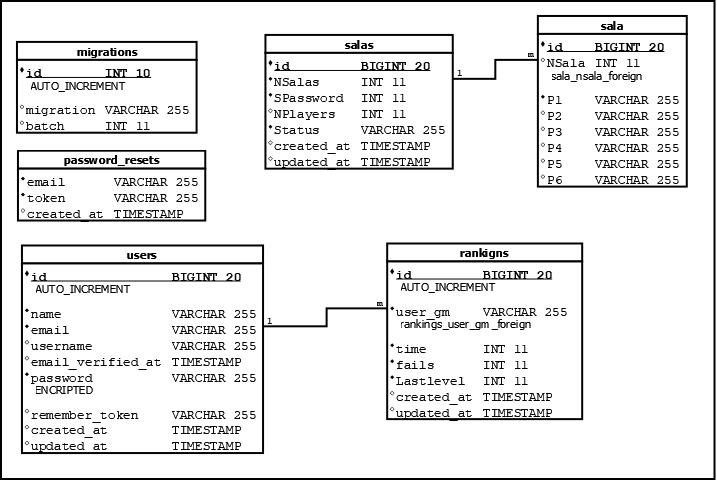 migrations
id INT 10
AUTO_INCREMENT
migration VARCHAR 255
batch INT 11
salas
id BIGINT 20
NSalas INT 11
SPassword INT 11
NPlayers INT 11
Status VARCHAR 255
created_at TIMESTAMP
updated_at TIMESTAMP
1
m
sala
id BIGINT 20
NSala INT 11
sala_nsala_foreign
P1 VARCHAR 255
P2 VARCHAR 255
P3 VARCHAR 255
P4 VARCHAR 255
P5 VARCHAR 255
P6 VARCHAR 255
password_resets
email VARCHAR 255
token VARCHAR 255
created_at TIMESTAMP
users
id BIGINT 20
AUTO_INCREMENT
name VARCHAR 255
email VARCHAR 255
username VARCHAR 255
email_verified_at TIMESTAMP
password VARCHAR 255
ENCRIPTED
remember_token VARCHAR 255
created_at TIMESTAMP
updated_at TIMESTAMP
1
m
rankigns
id BIGINT 20
AUTO_INCREMENT
user_gm VARCHAR 255
rankings_user_gm_foreign
time INT 11
fails INT 11
Lastlevel INT 11
created_at TIMESTAMP
updated_at TIMESTAMP